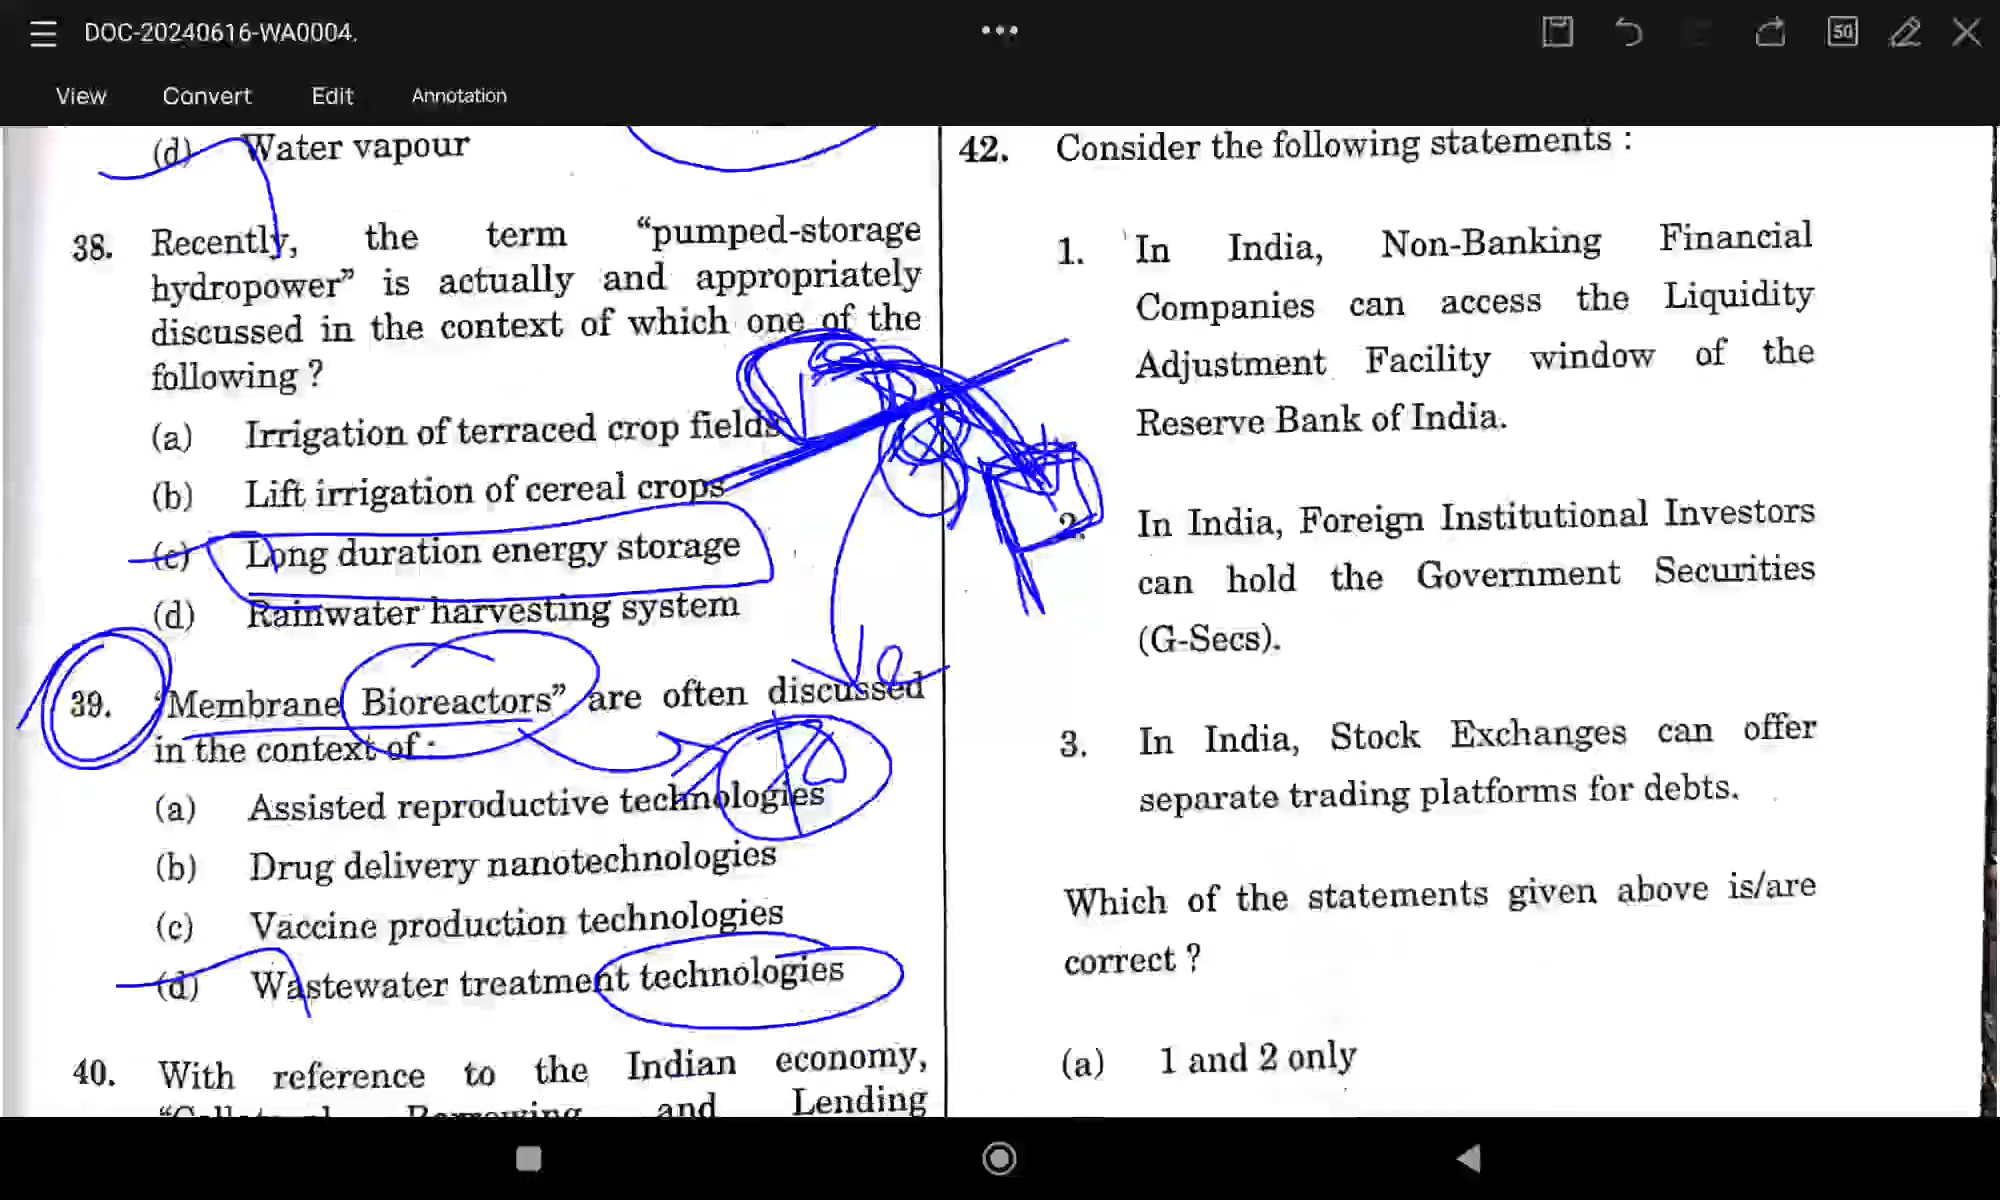 DOC-20240616-WA0004.
View Convert Edit Annotation
(d) Water vapour
38. Recently, the term "pumped-storage
hydropower" is actually and appropriately
discussed in the context of which one of the
following ?
(a) Irrigation of terraced crop fields
(b) Lift irrigation of cereal crops
(c) Long duration energy storage
(d) Rainwater harvesting system
39. "Membrane Bioreactors" are often discussed
in the context of :
(a) Assisted reproductive technologies
(b) Drug delivery nanotechnologies
(c) Vaccine production technologies
(d) Wastewater treatment technologies
40. With reference to the Indian economy,
and Lending
42. Consider the following statements :
1. In India, Non-Banking Financial
Companies can access the Liquidity
Adjustment Facility window of the
Reserve Bank of India.
2. In India, Foreign Institutional Investors
can hold the Government Securities
(G-Secs).
3. In India, Stock Exchanges can offer
separate trading platforms for debts.
Which of the statements given above is/are
correct ?
(a) 1 and 2 only